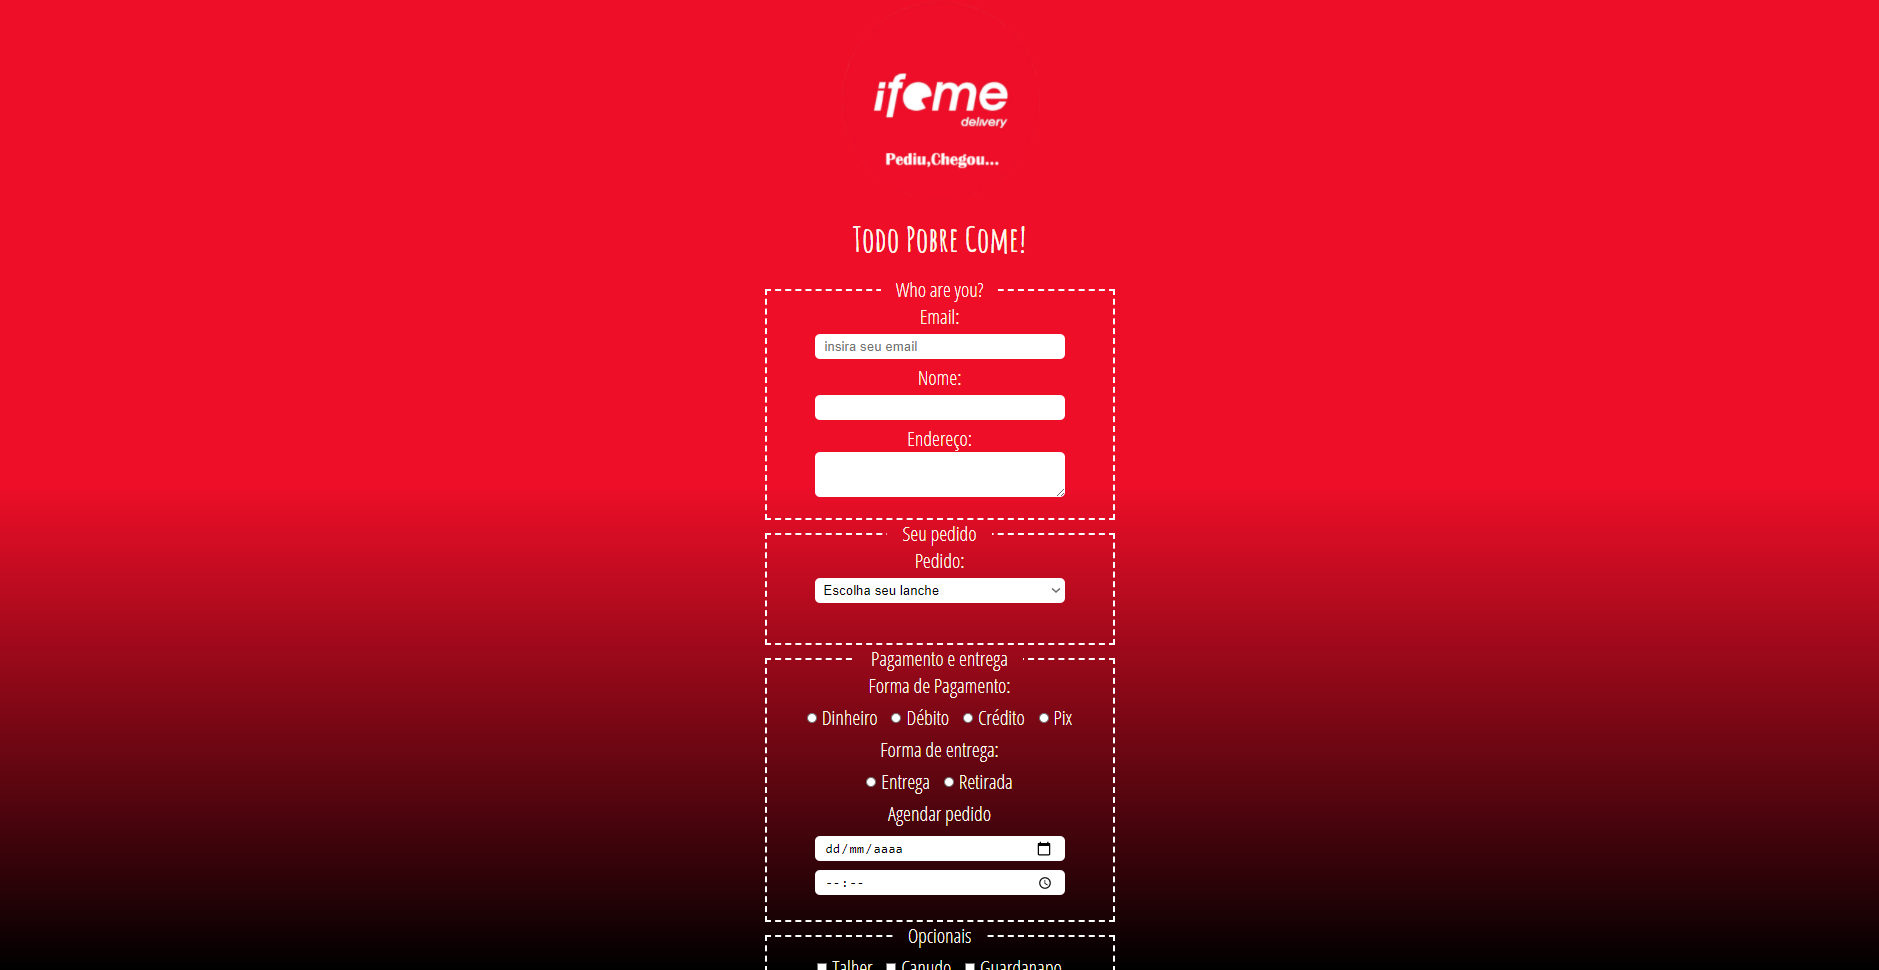 ifome
delivery
Pediu,Chegou...
Todo Pobre Come!
Who are you?
Email:
insira seu email
Nome:
Endereço:
Seu pedido
Pedido:
Escolha seu lanche
Pagamento e entrega
Forma de Pagamento:
Dinheiro Débito Crédito Pix
Forma de entrega:
Entrega Retirada
Agendar pedido
dd/mm/aaaa
--:--
Opcionais
Talher Canudo Guardanapo